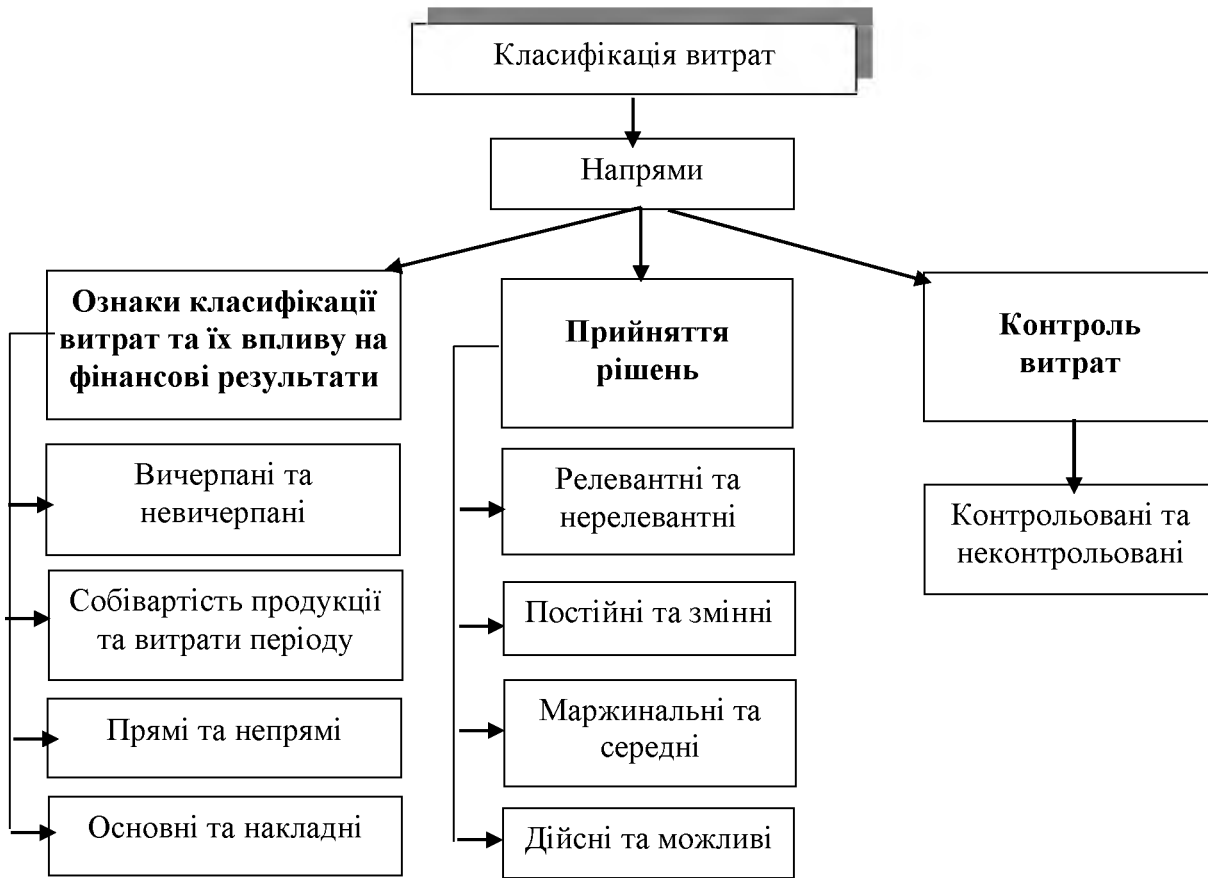 Класифікація витрат
Напрями
Ознаки класифікації
витрат та їх впливу на
фінансові результати
Вичерпані та
невичерпані
Собівартість продукції
та витрати періоду
Прямі та непрямі
Основні та накладні
Прийняття
рішень
Релевантні та
нерелевантні
Постійні та змінні
Маржинальні та
середні
Дійсні та можливі
Контроль
витрат
Контрольовані та
неконтрольовані